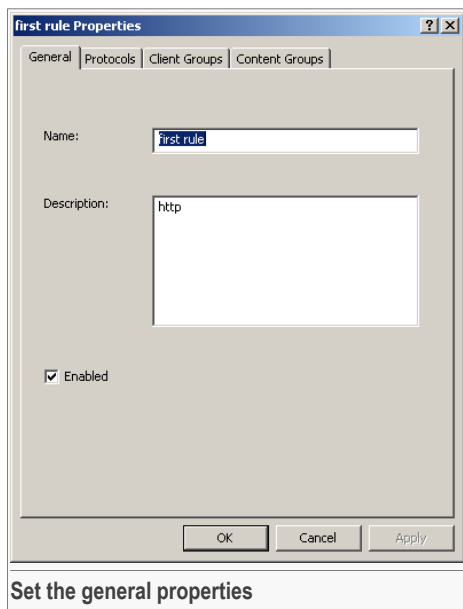 first rule Properties
General Protocols Client Groups Content Groups
Name: first rule
Description: http
Enabled
OK Cancel Apply
Set the general properties